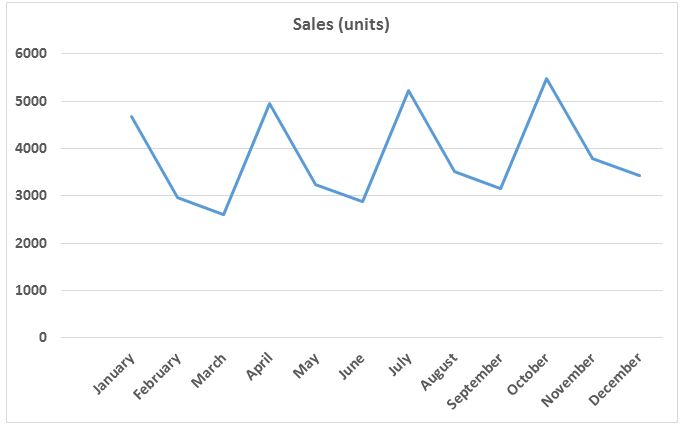 Sales (units)
6000
5000
4000
3000
2000
1000
0
January
February
March
April
May
June
July
August
September
October
November
December